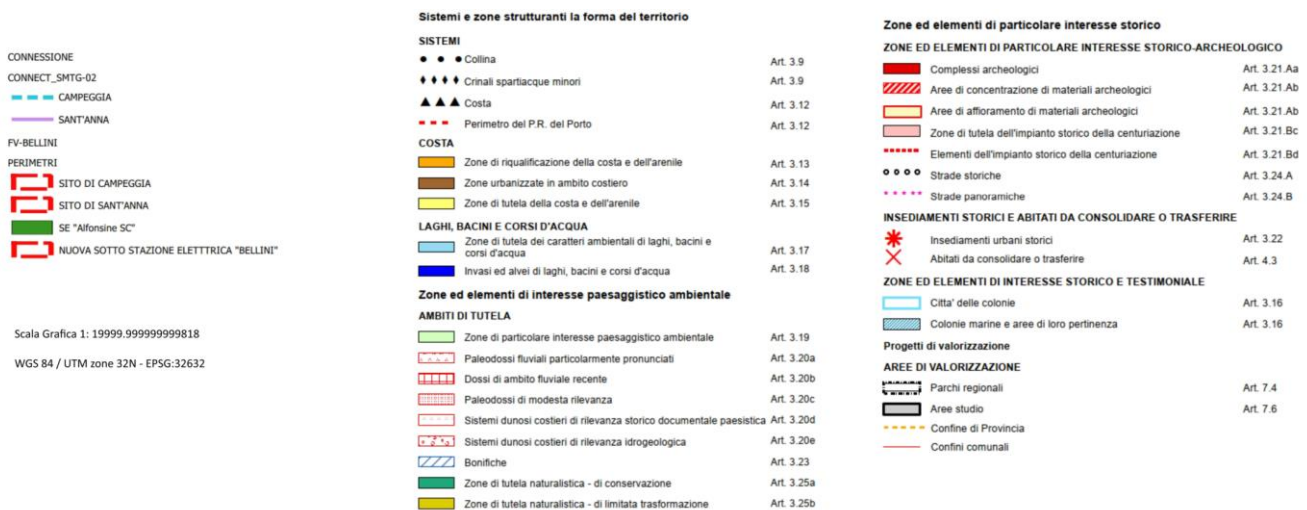 CONNESSIONE
CONNECT_SMTG-02
CAMPEGGIA
SANT'ANNA
FV-BELLINI
PERIMETRI
SITO DI CAMPEGGIA
SITO DI SANT'ANNA
SE "Alfonsine SC"
NUOVA SOTTO STAZIONE ELETTTRICA "BELLINI"
Scala Grafica 1: 19999.999999999818
WGS 84 / UTM zone 32N - EPSG:32632
Sistemi e zone strutturanti la forma del territorio
SISTEMI
Collina Art. 3.9
Crinali spartiacque minori Art. 3.9
Costa Art. 3.12
Perimetro del P.R. del Porto Art. 3.12
COSTA
Zone di riqualificazione della costa e dell'arenile Art. 3.13
Zone urbanizzate in ambito costiero Art. 3.14
Zone di tutela della costa e dell'arenile Art. 3.15
LAGHI, BACINI E CORSI D'ACQUA
Zone di tutela dei caratteri ambientali di laghi, bacini e
corsi d'acqua Art. 3.17
Invasi ed alvei di laghi, bacini e corsi d'acqua Art. 3.18
Zone ed elementi di interesse paesaggistico ambientale
AMBITI DI TUTELA
Zone di particolare interesse paesaggistico ambientale Art. 3.19
Paleodossi fluviali particolarmente pronunciati Art. 3.20a
Dossi di ambito fluviale recente Art. 3.20b
Paleodossi di modesta rilevanza Art. 3.20c
Sistemi dunosi costieri di rilevanza storico documentale paesistica Art. 3.20d
Sistemi dunosi costieri di rilevanza idrogeologica Art. 3.20e
Bonifiche Art. 3.23
Zone di tutela naturalistica - di conservazione Art. 3.25a
Zone di tutela naturalistica - di limitata trasformazione Art. 3.25b
Zone ed elementi di particolare interesse storico
ZONE ED ELEMENTI DI PARTICOLARE INTERESSE STORICO-ARCHEOLOGICO
Complessi archeologici Art. 3.21.Aa
Aree di concentrazione di materiali archeologici Art. 3.21.Ab
Aree di affioramento di materiali archeologici Art. 3.21.Ab
Zone di tutela dell'impianto storico della centuriazione Art. 3.21.Bc
Elementi dell'impianto storico della centuriazione Art. 3.21.Bd
Strade storiche Art. 3.24.A
Strade panoramiche Art. 3.24.B
INSEDIAMENTI STORICI E ABITATI DA CONSOLIDARE O TRASFERIRE
Insediamenti urbani storici Art. 3.22
Abitati da consolidare o trasferire Art. 4.3
ZONE ED ELEMENTI DI INTERESSE STORICO E TESTIMONIALE
Citta' delle colonie Art. 3.16
Colonie marine e aree di loro pertinenza Art. 3.16
Progetti di valorizzazione
AREE DI VALORIZZAZIONE
Parchi regionali Art. 7.4
Aree studio Art. 7.6
Confine di Provincia
Confini comunali